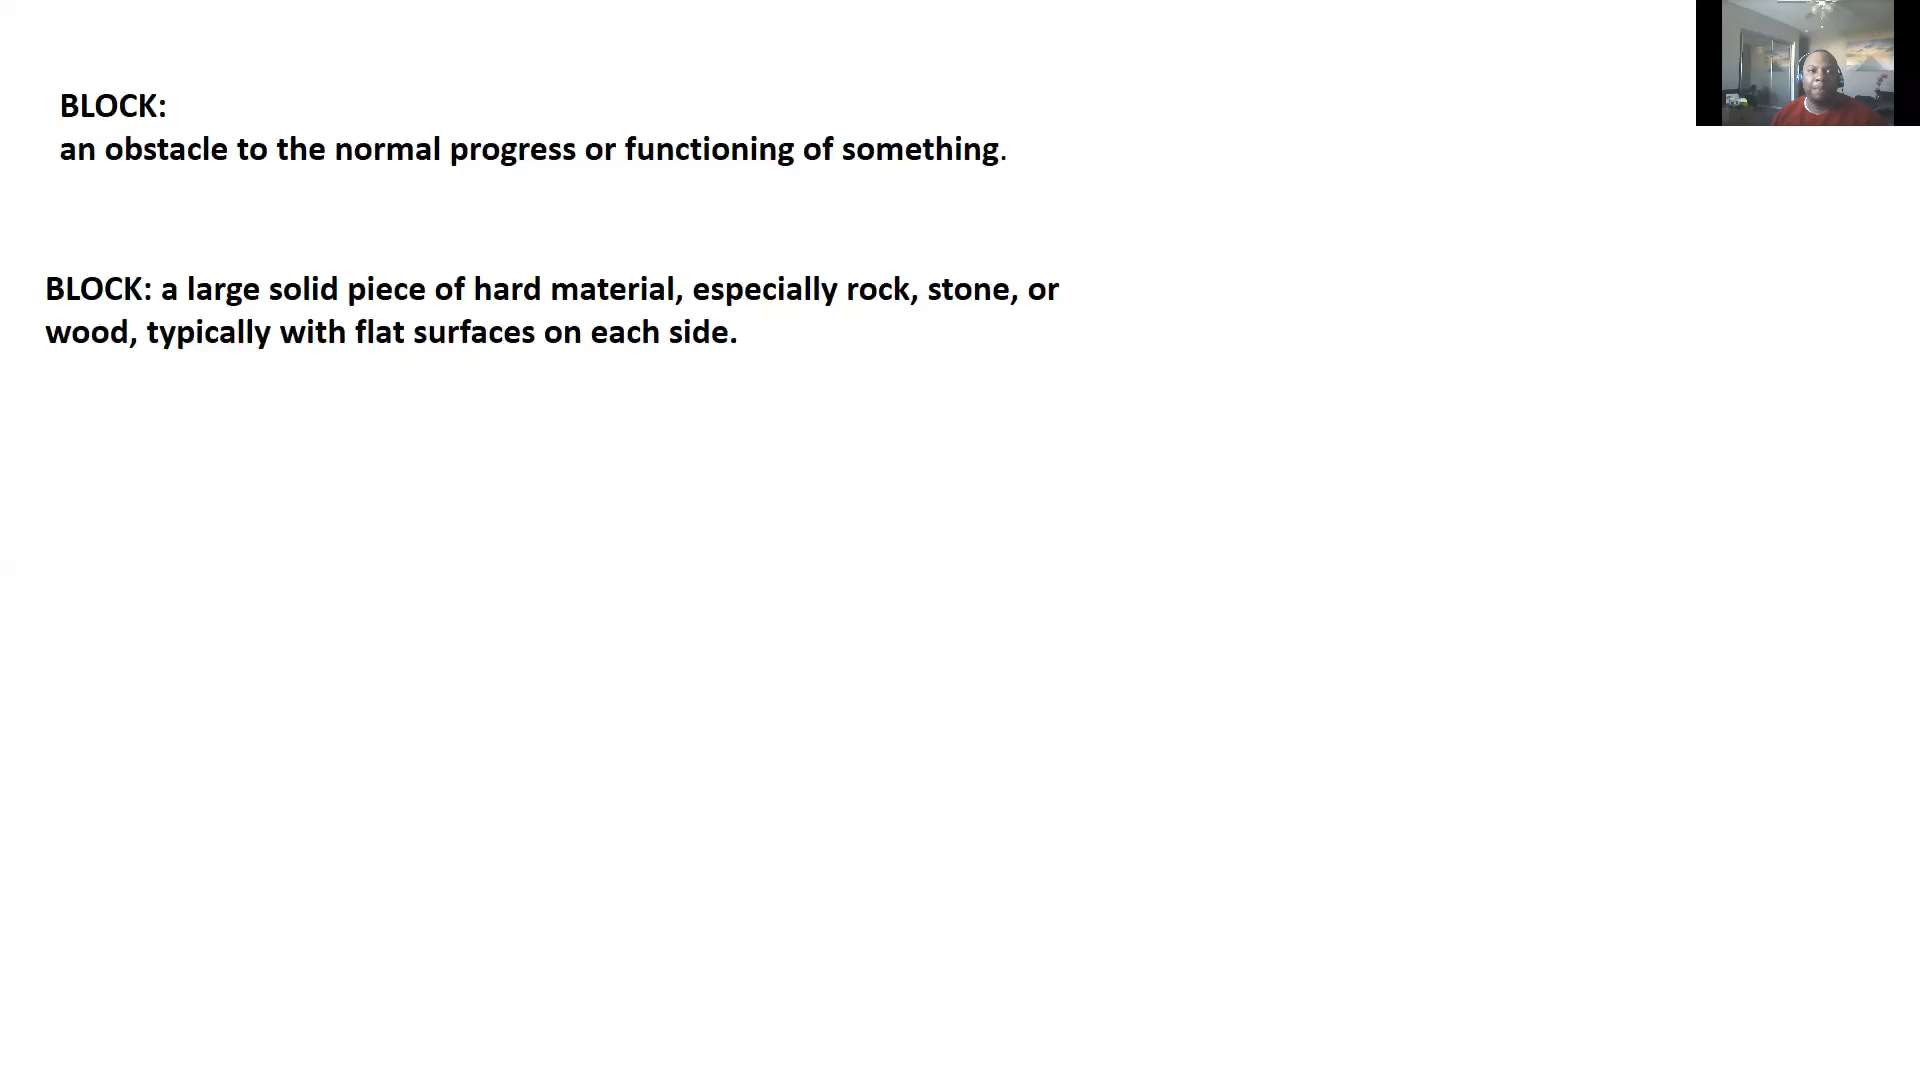 BLOCK:
an obstacle to the normal progress or functioning of something.
BLOCK: a large solid piece of hard material, especially rock, stone, or
wood, typically with flat surfaces on each side.